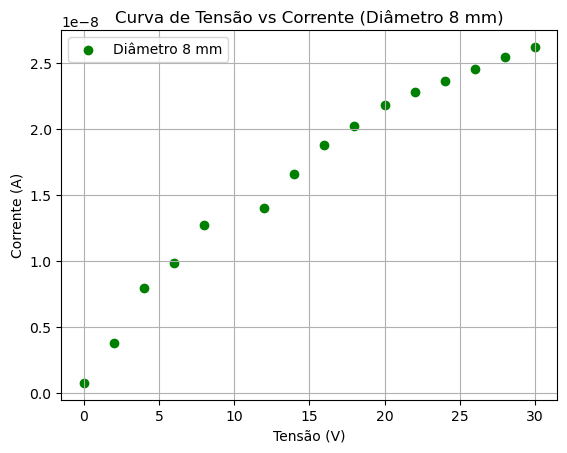 Curva de Tensão vs Corrente (Diâmetro 8 mm)
1e−8
Diâmetro 8 mm
2.5
2.0
1.5
1.0
0.5
0.0
Corrente (A)
0 5 10 15 20 25 30
Tensão (V)